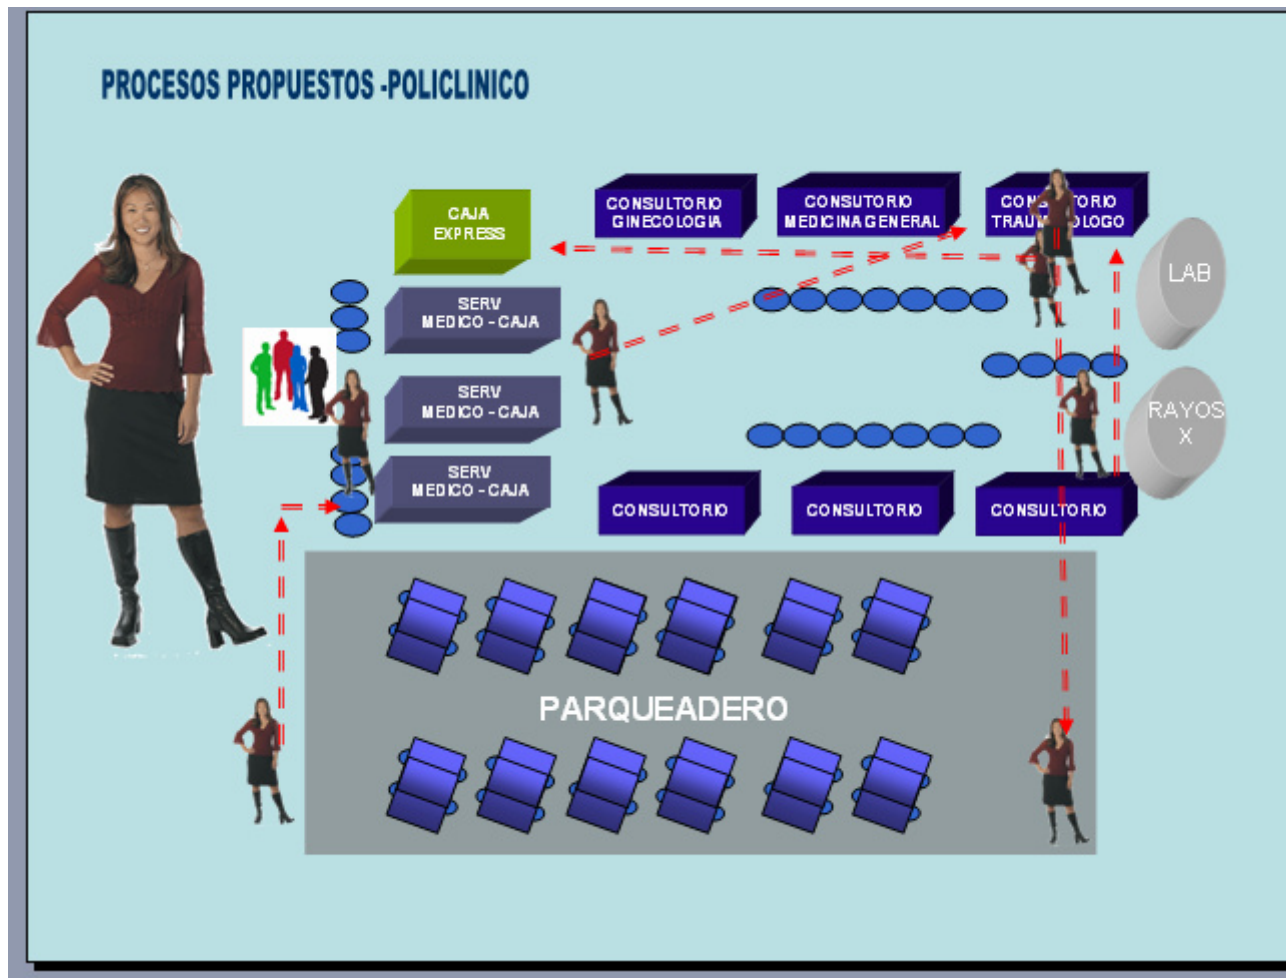 PROCESOS PROPUESTOS -POLICLINICO
CAJA
EXPRESS
CONSULTORIO
GINECOLOGIA
CONSUTORIO
MEDICINA GENERAL
LAB
SERV
MEDICO - CAJA
SERV
MEDICO - CAJA
RAYOS
X
SERV
MEDICO - CAJA
CONSULTORIO
CONSULTORIO
CONSULTORIO
PARQUEADERO